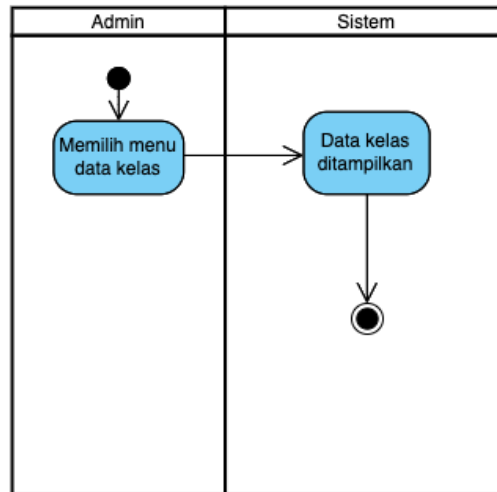 Admin
Sistem
Memilih menu
data kelas
Data kelas
ditampilkan